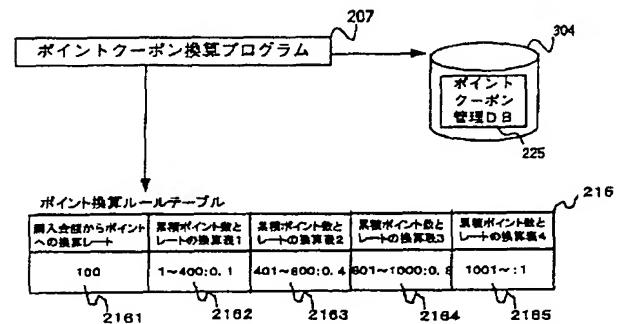 207
304
ポイントクーポン換算プログラム
ポイント
クーポン
管理DB
225
ポイント換算ルールテーブル
216
購入金額からポイント
への換算レート
累積ポイント数と
レートの換算表1
累積ポイント数と
レートの換算表2
累積ポイント数と
レートの換算表3
累積ポイント数と
レートの換算表4
100
1~400:0.1
401~600:0.4
601~1000:0.8
1001~:1
2161
2162
2163
2164
2165